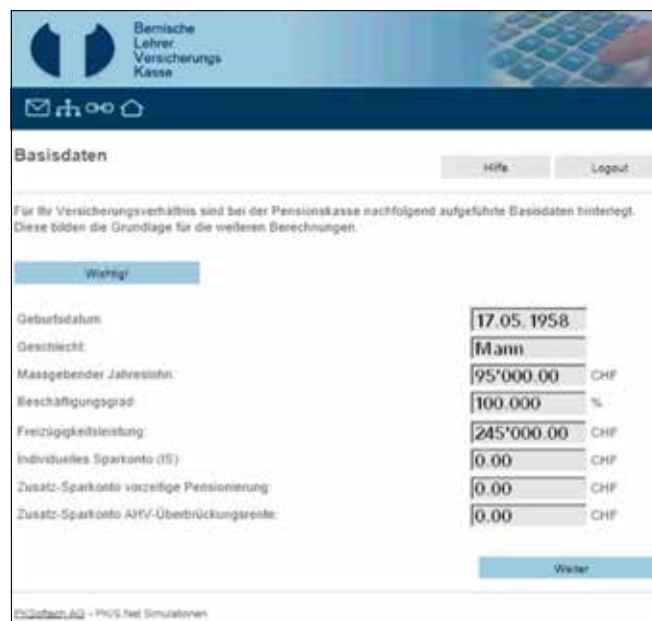 Bernische
Lehrer
Versicherungs
Kasse
Basisdaten
Hilfe Logout
Für Ihr Versicherungsverhältnis sind bei der Pensionskasse nachfolgend aufgeführte Basisdaten hinterlegt.
Diese bilden die Grundlage für die weiteren Berechnungen.
Wichtig!
Geburtsdatum: 17.05.1958
Geschlecht: Mann
Massgebender Jahreslohn: 95'000.00 CHF
Beschäftigungsgrad: 100.000 %
Freizügigkeitsleistung: 245'000.00 CHF
Individuelles Sparkonto (IS): 0.00 CHF
Zusatz-Sparkonto vorzeitige Pensionierung: 0.00 CHF
Zusatz-Sparkonto AHV-Überbrückungsrente: 0.00 CHF
Weiter
PKSoftech AG - PK/S.Net Simulationen